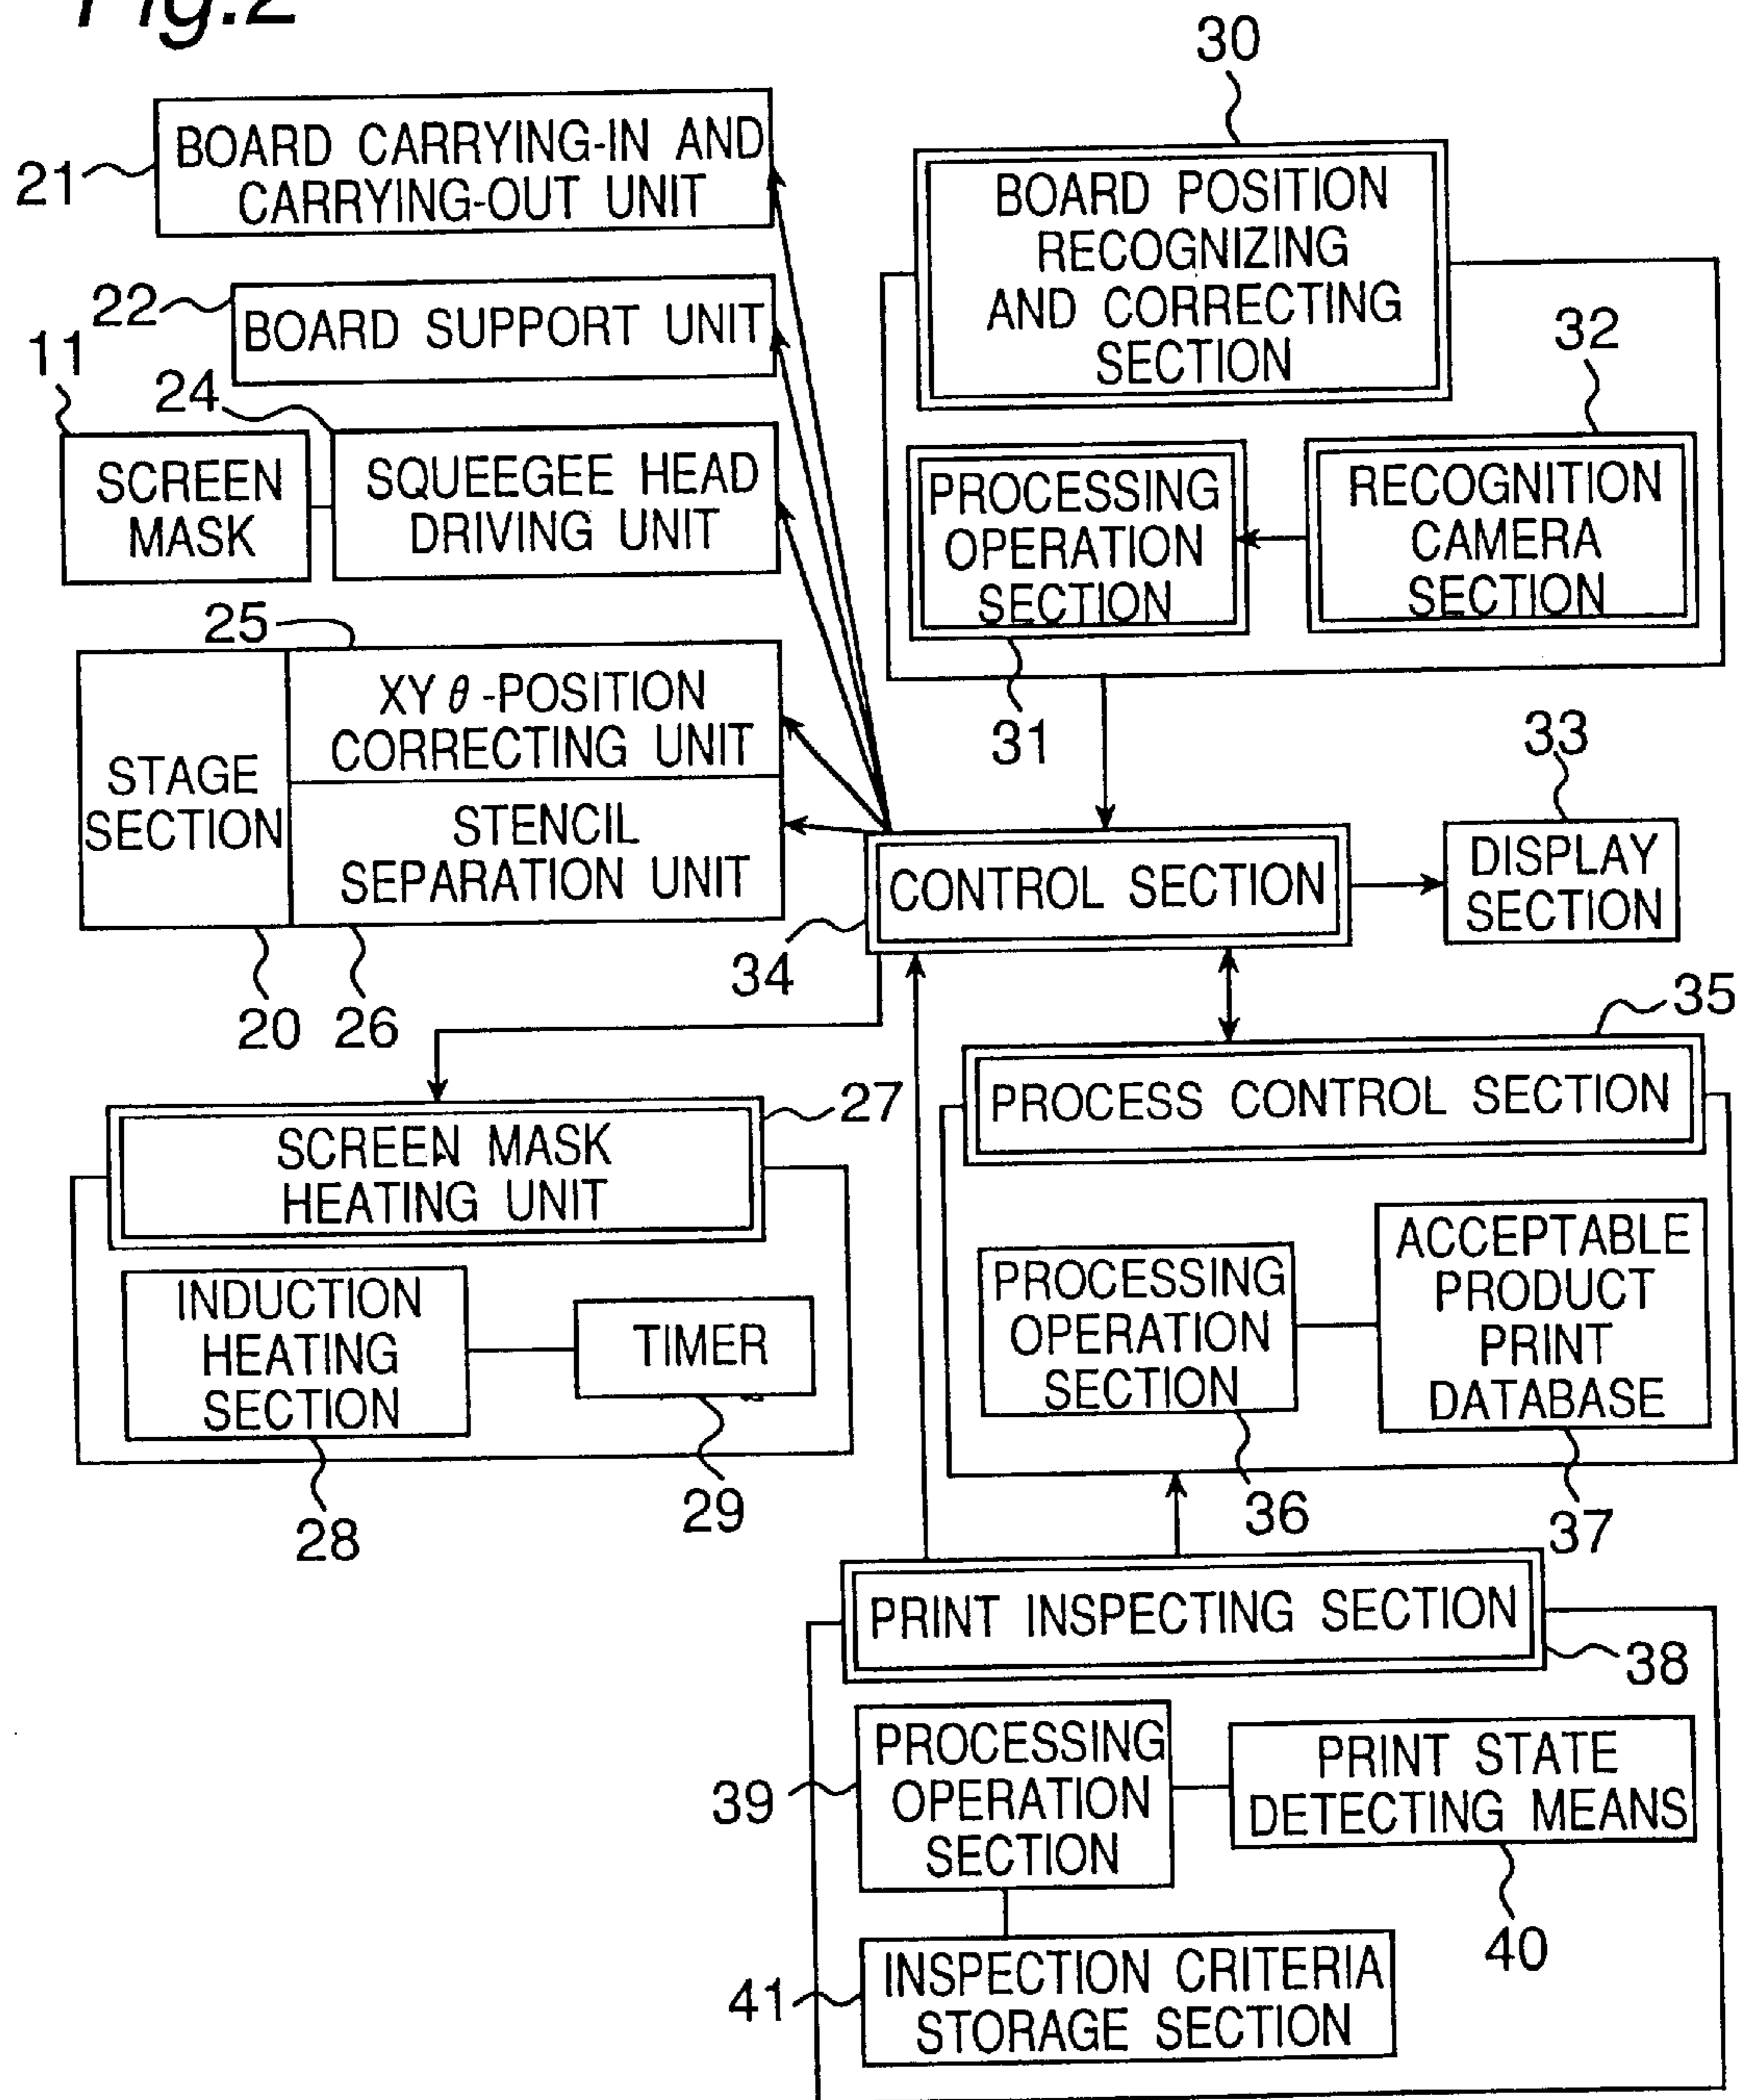 Fig.2
30
BOARD CARRYING-IN AND
CARRYING-OUT UNIT
21
BOARD POSITION
RECOGNIZING
AND CORRECTING
SECTION
22
BOARD SUPPORT UNIT
32
11
24
SCREEN
MASK
SQUEEGEE HEAD
DRIVING UNIT
PROCESSING
OPERATION
SECTION
RECOGNITION
CAMERA
SECTION
25
31
33
STAGE
SECTION
XYθ-POSITION
CORRECTING UNIT
STENCIL
SEPARATION UNIT
CONTROL SECTION
DISPLAY
SECTION
34
20
26
35
27
PROCESS CONTROL SECTION
SCREEN MASK
HEATING UNIT
INDUCTION
HEATING
SECTION
TIMER
PROCESSING
OPERATION
SECTION
ACCEPTABLE
PRODUCT
PRINT
DATABASE
28
29
36
37
PRINT INSPECTING SECTION
38
39
PROCESSING
OPERATION
SECTION
PRINT STATE
DETECTING MEANS
40
41
INSPECTION CRITERIA
STORAGE SECTION